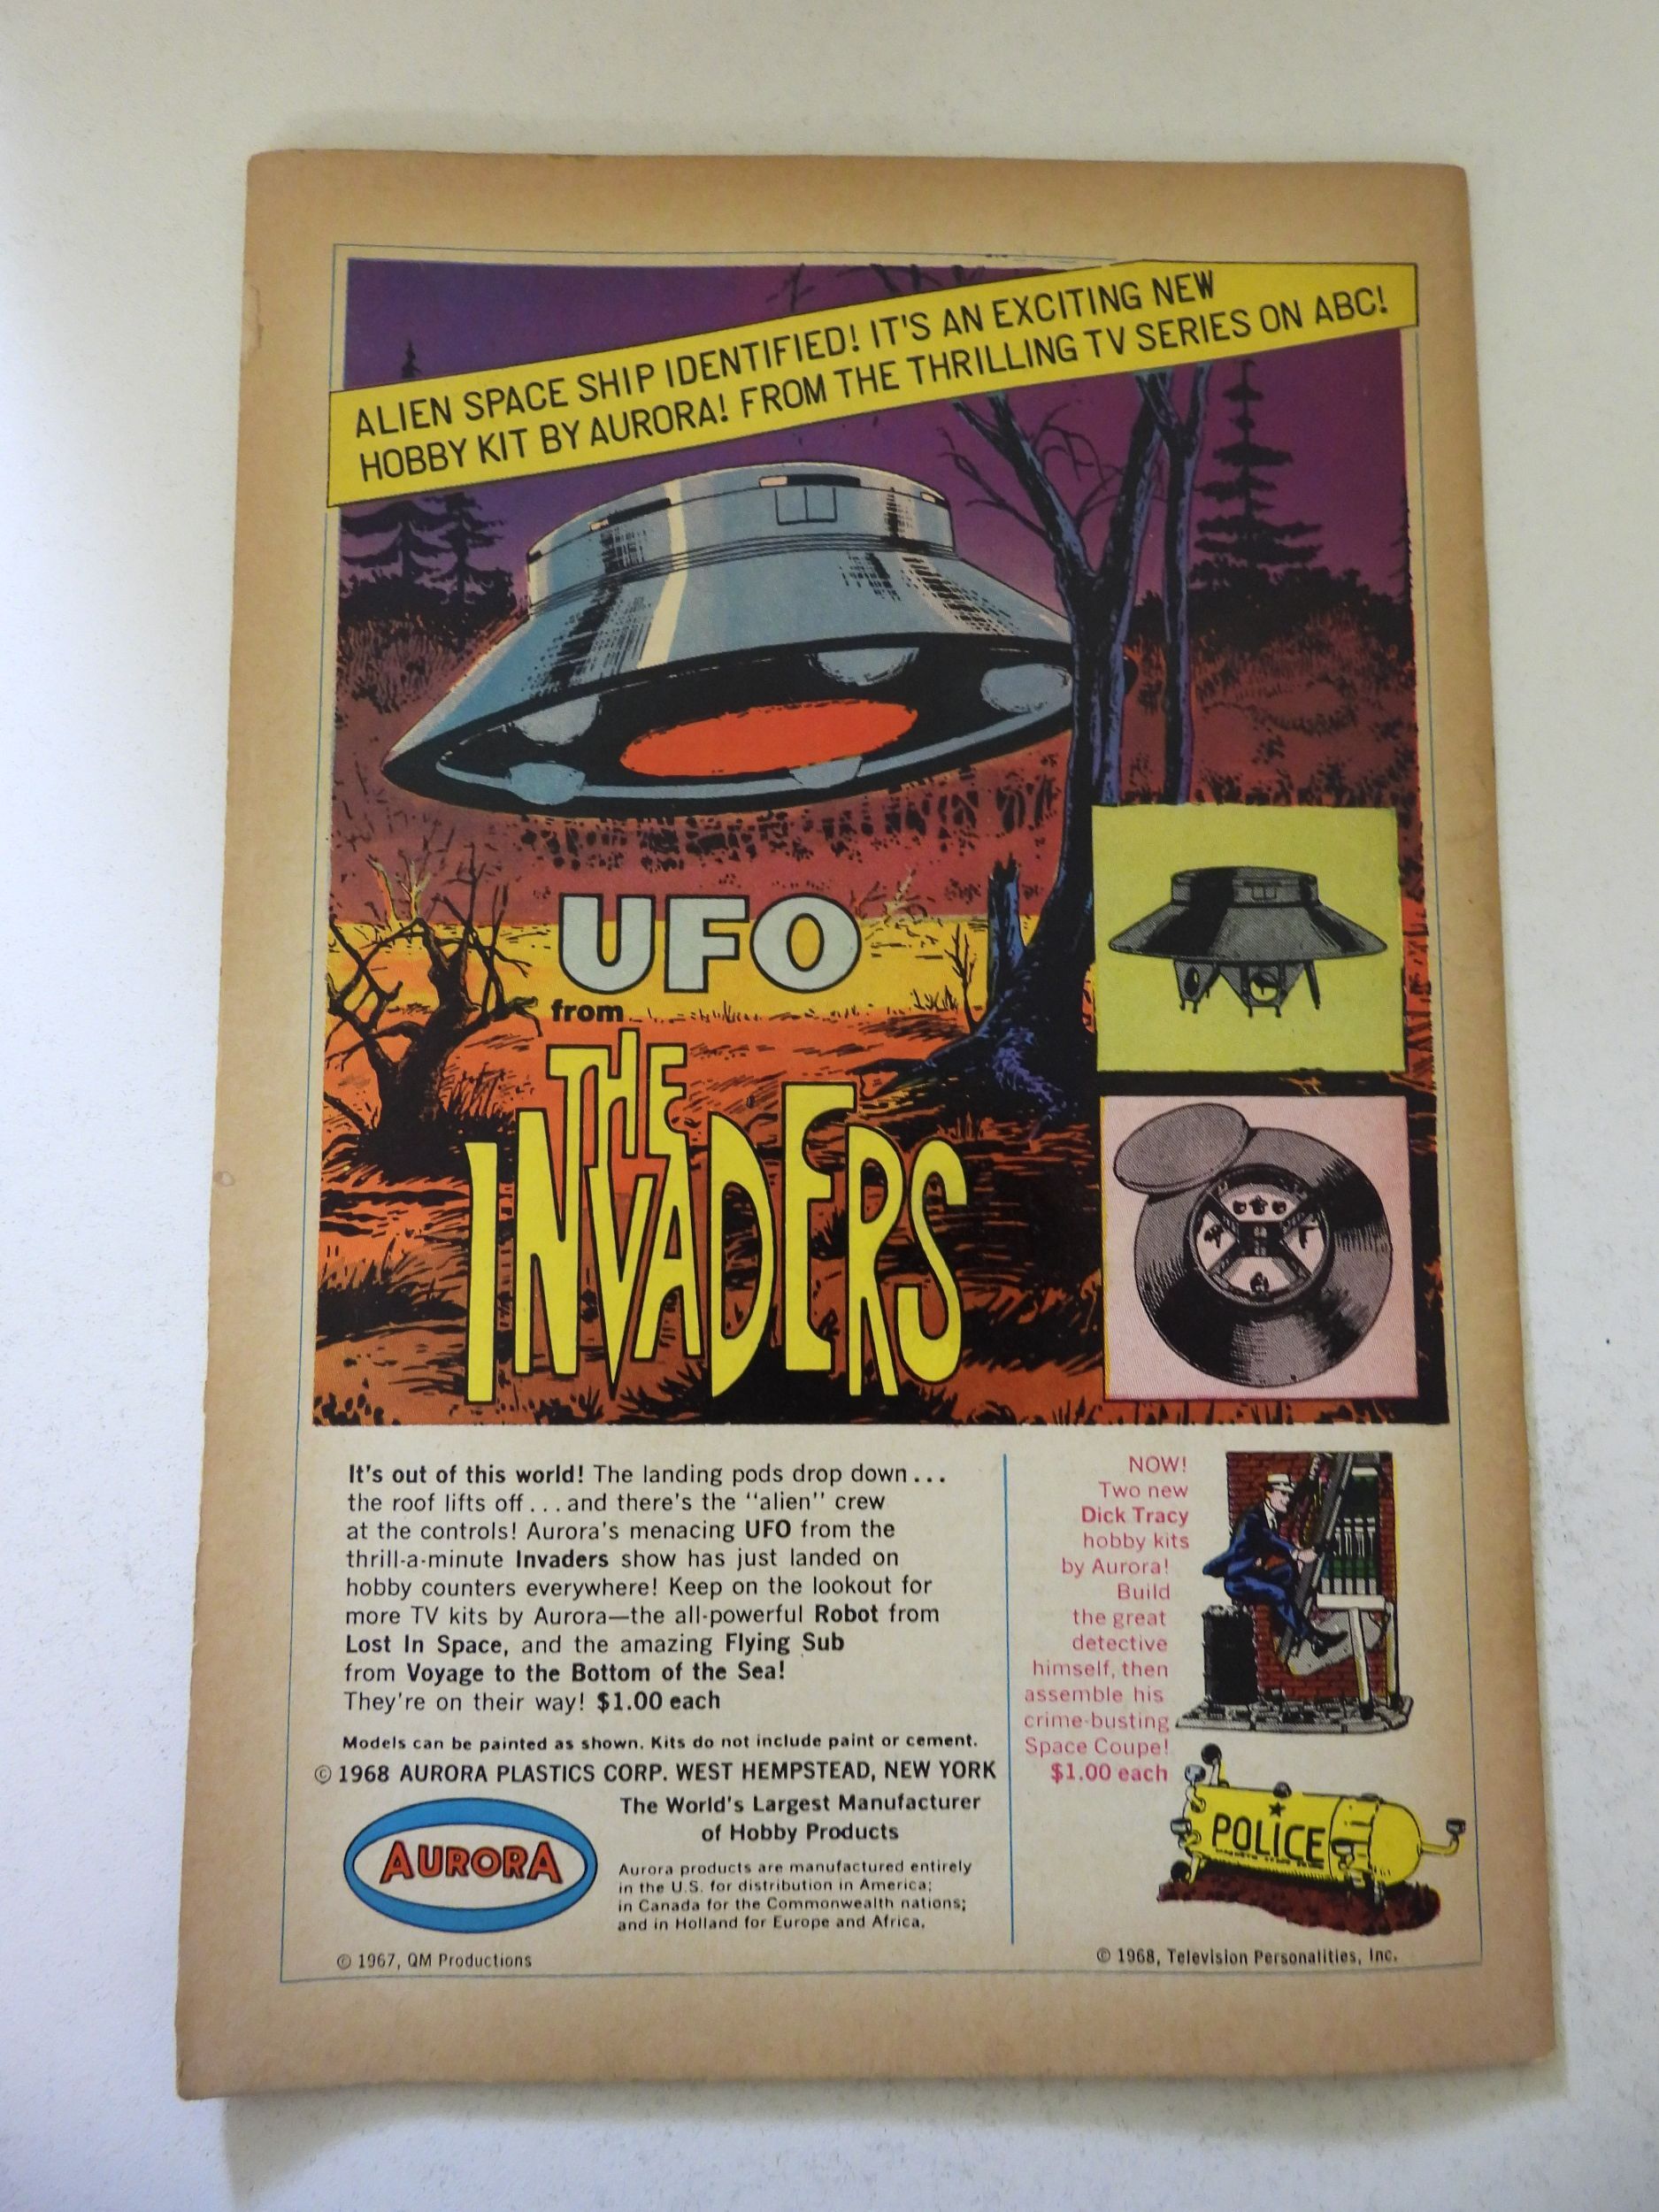 ALIEN SPACE SHIP IDENTIFIED! IT'S AN EXCITING NEW
HOBBY KIT BY AURORA! FROM THE THRILLING TV SERIES ON ABC!
UFO
from
THE
INVADERS
It's out of this world! The landing pods drop down...
the roof lifts off...and there's the "alien" crew
at the controls! Aurora's menacing UFO from the
thrill-a-minute Invaders show has just landed on
hobby counters everywhere! Keep on the lookout for
more TV kits by Aurora—the all-powerful Robot from
Lost In Space, and the amazing Flying Sub
from Voyage to the Bottom of the Sea!
They're on their way! $1.00 each
Models can be painted as shown. Kits do not include paint or cement.
© 1968 AURORA PLASTICS CORP. WEST HEMPSTEAD, NEW YORK
AURORA
The World's Largest Manufacturer
of Hobby Products
Aurora products are manufactured entirely
in the U.S. for distribution in America;
in Canada for the Commonwealth nations;
and in Holland for Europe and Africa.
© 1967, QM Productions
NOW!
Two new
Dick Tracy
hobby kits
by Aurora!
Build
the great
detective
himself, then
assemble his
crime-busting
Space Coupe!
$1.00 each
POLICE
© 1968, Television Personalities, Inc.